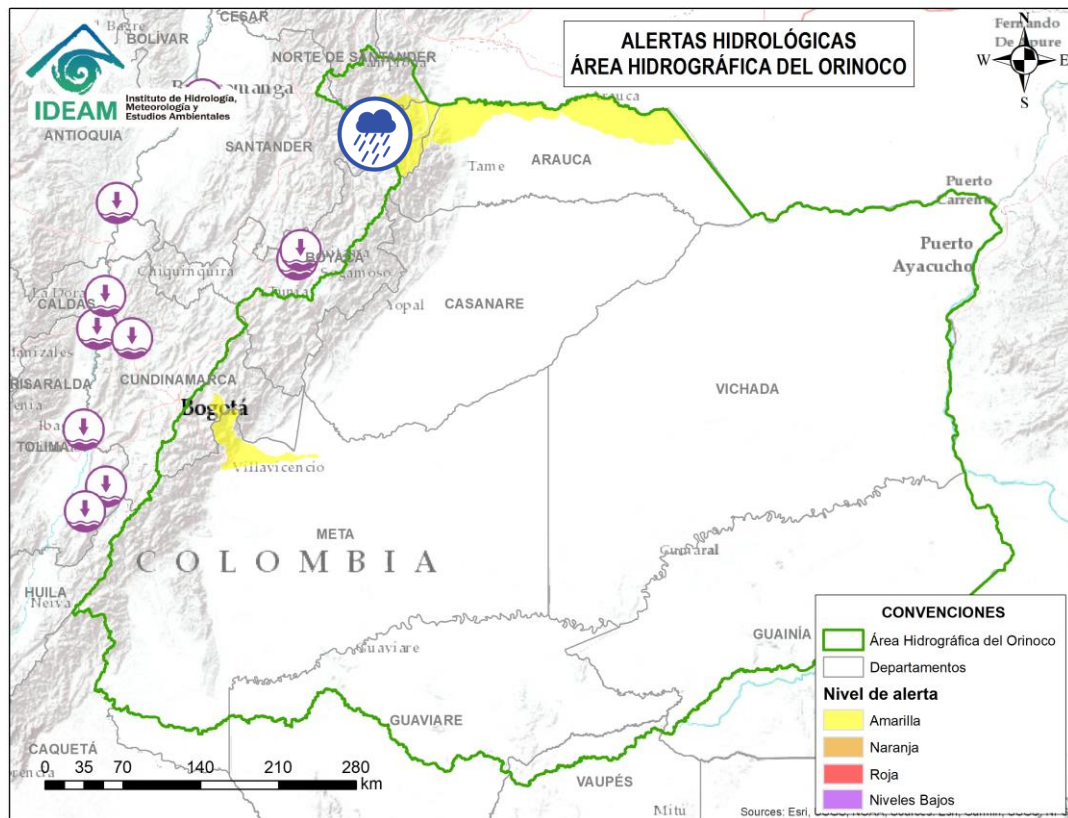 ALERTAS HIDROLÓGICAS
ÁREA HIDROGRÁFICA DEL ORINOCO
IDEAM
Instituto de Hidrología,
Meteorología y
Estudios Ambientales
N
W E
S
Fernando
De Apure
CESAR
BOLÍVAR
NORTE DE SANTANDER
ANTIOQUIA
SANTANDER
Arauca
ARAUCA
Tame
Puerto
Carreño
Puerto
Ayacucho
BOYACÁ
Sogamoso
Chiquinquira
Tunja
La Dorada
CALDAS
Yopal
CASANARE
Manizales
CUNDINAMARCA
RISARALDA
VICHADA
Bogotá
TOLIMA
Villavicencio
META
COLOMBIA
Cumaral
HUILA
Neiva
GUAINÍA
Guaviare
GUAVIARE
CAQUETÁ
VAUPÉS
Mitú
0 35 70 140 210 280
km
CONVENCIONES
Área Hidrográfica del Orinoco
Departamentos
Nivel de alerta
Amarilla
Naranja
Roja
Niveles Bajos
Sources: Esri,